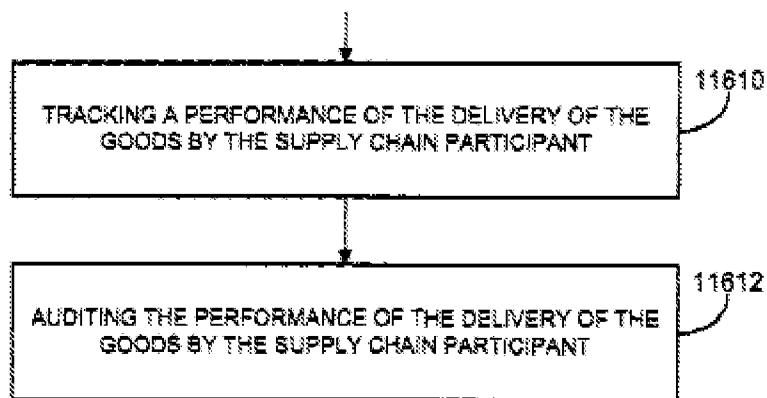 11610
TRACKING A PERFORMANCE OF THE DELIVERY OF THE
GOODS BY THE SUPPLY CHAIN PARTICIPANT
11612
AUDITING THE PERFORMANCE OF THE DELIVERY OF THE
GOODS BY THE SUPPLY CHAIN PARTICIPANT